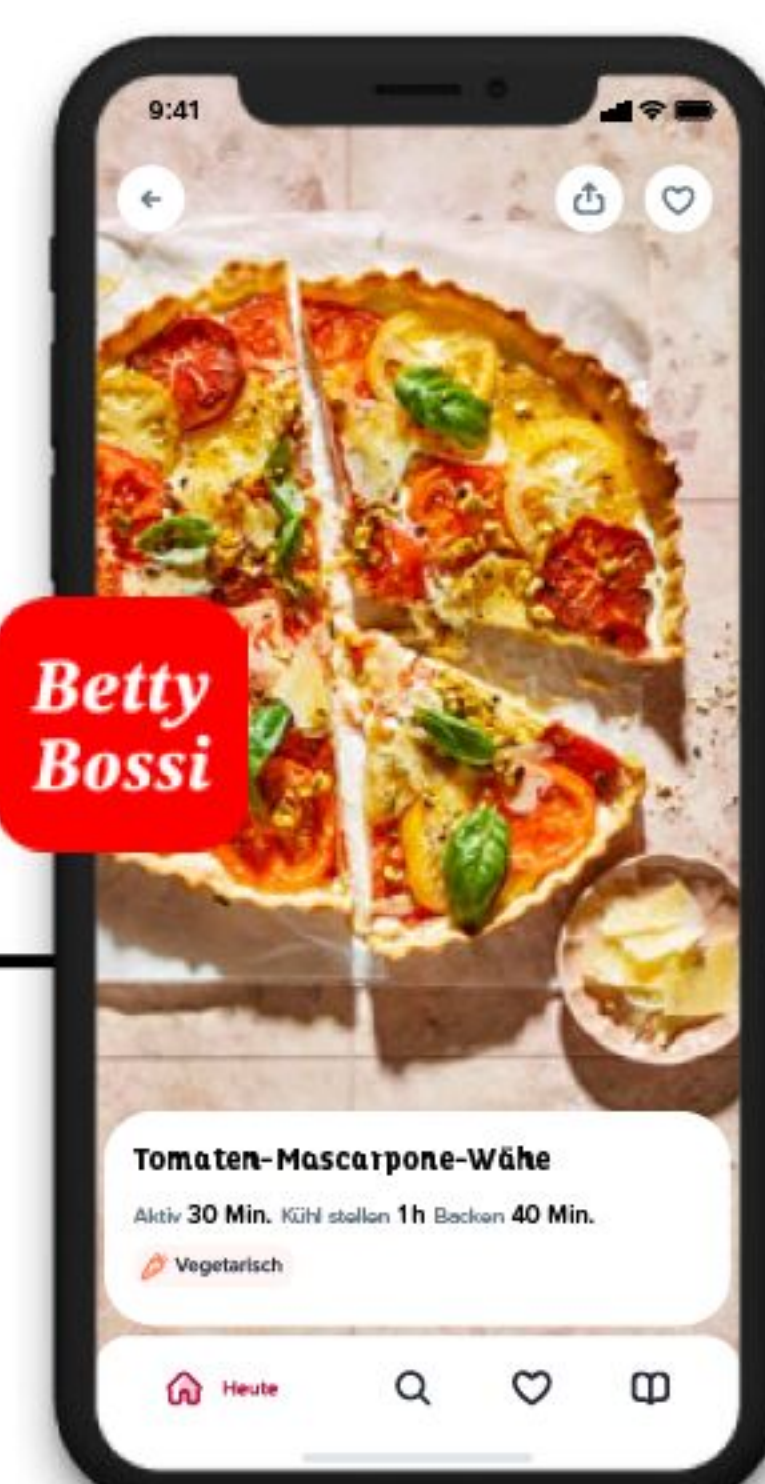 9:41
Betty
Bossi
Tomaten-Mascarpone-Wähe
Aktiv 30 Min. Kühl stellen 1h Backen 40 Min.
Vegetarisch
Heute